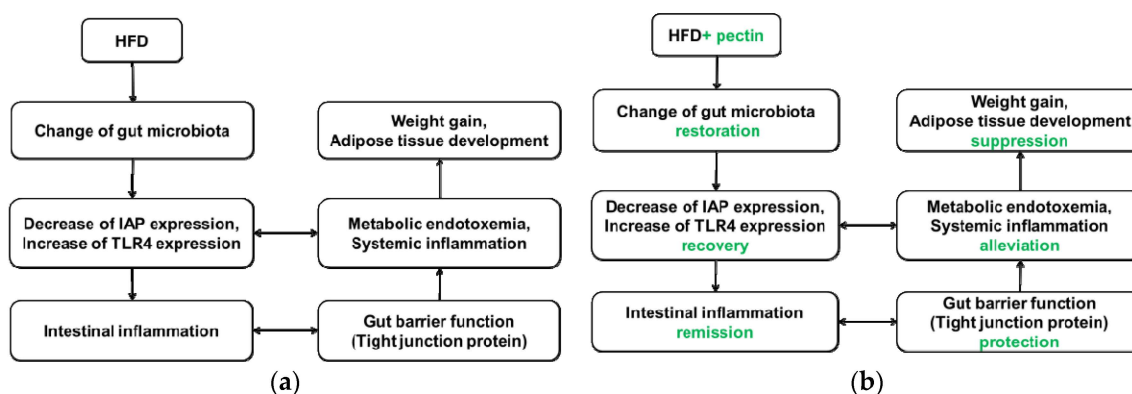 HFD
Change of gut microbiota
Decrease of IAP expression,
Increase of TLR4 expression
Intestinal inflammation
Weight gain,
Adipose tissue development
Metabolic endotoxemia,
Systemic inflammation
Gut barrier function
(Tight junction protein)
(a)
HFD+ pectin
Change of gut microbiota
restoration
Decrease of IAP expression,
Increase of TLR4 expression
recovery
Intestinal inflammation
remission
Weight gain,
Adipose tissue development
suppression
Metabolic endotoxemia,
Systemic inflammation
alleviation
Gut barrier function
(Tight junction protein)
protection
(b)